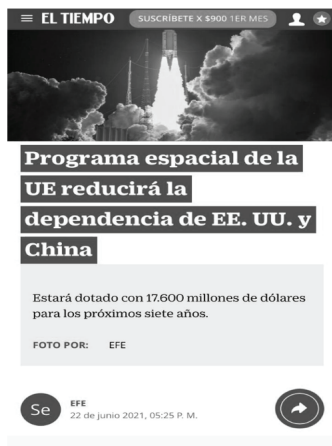 EL TIEMPO
SUSCRÍBETE X $900 1ER MES
Programa espacial de la
UE reducirá la
dependencia de EE. UU. y
China
Estará dotado con 17.600 millones de dólares
para los próximos siete años.
FOTO POR: EFE
Se
EFE
22 de junio 2021, 05:25 P. M.